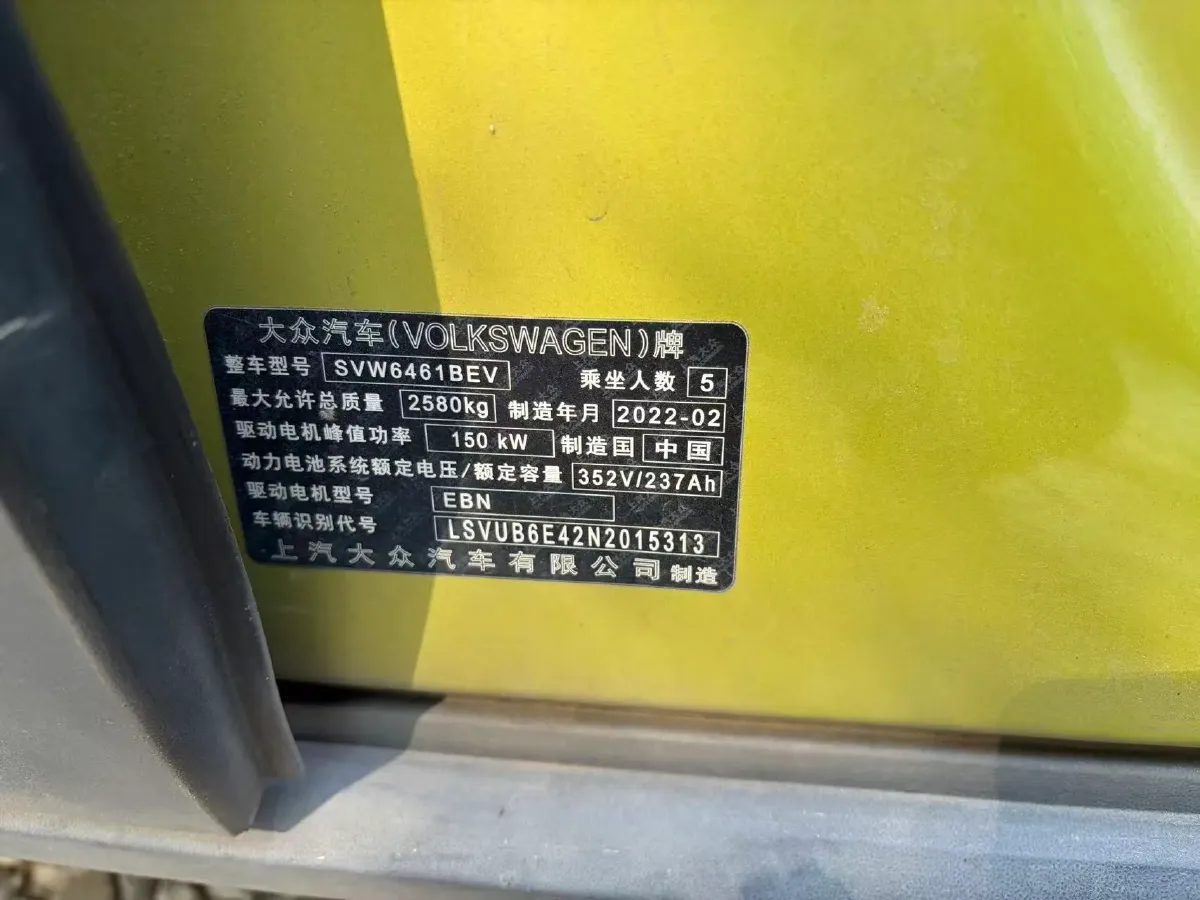 大众汽车(VOLKSWAGEN)牌
整车型号 SVW6461BEV 乘坐人数 5
最大允许总质量 2580kg 制造年月 2022-02
驱动电机峰值功率 150 kW 制造国 中国
动力电池系统额定电压/额定容量 352V/237Ah
驱动电机型号 EBN
车辆识别代号 LSVUB6E42N2015313
上汽大众汽车有限公司 制造